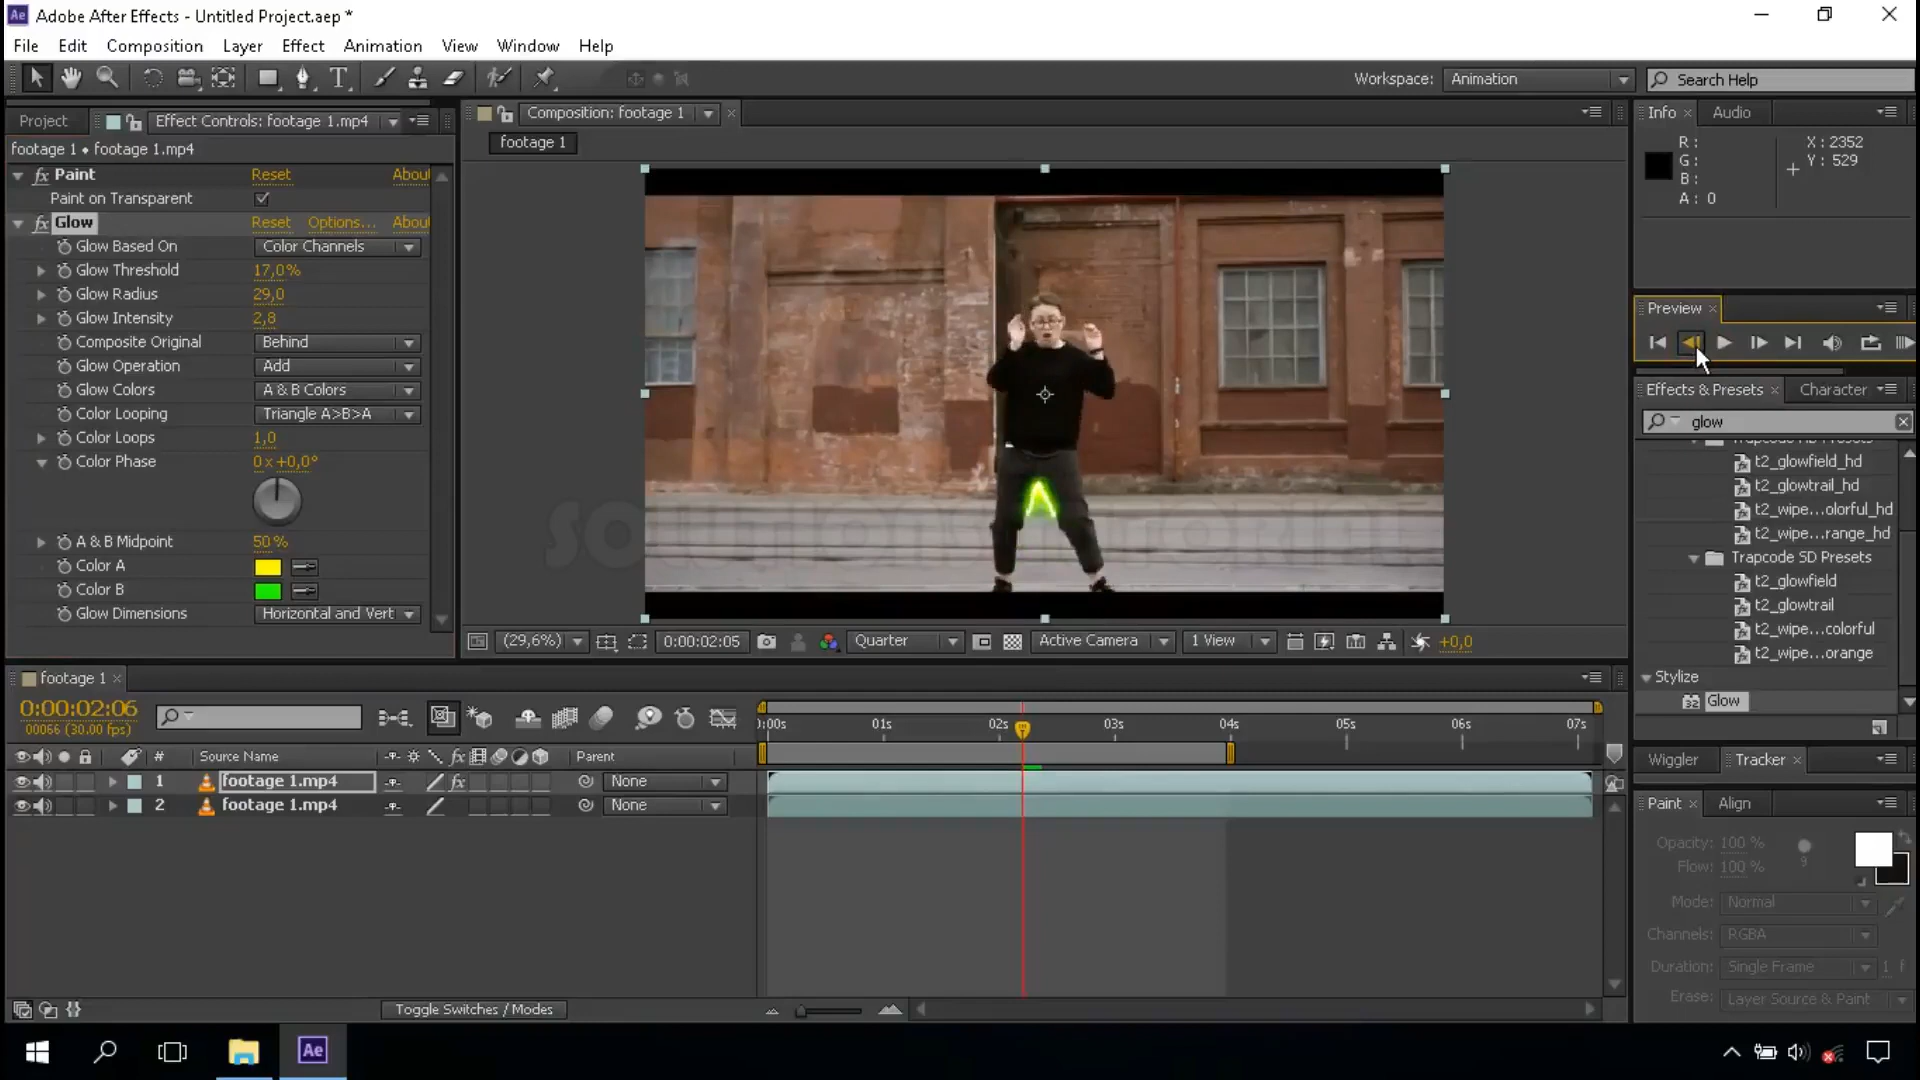 Adobe After Effects - Untitled Project.aep *
File Edit Composition Layer Effect Animation View Window Help
Workspace: Animation Search Help
Project Effect Controls: footage 1.mp4
footage 1 • footage 1.mp4
Paint Reset Abou
Paint on Transparent
Glow Reset Options... Abou
Glow Based On Color Channels
Glow Threshold 17,0%
Glow Radius 29,0
Glow Intensity 2,8
Composite Original Behind
Glow Operation Add
Glow Colors A & B Colors
Color Looping Triangle A>B>A
Color Loops 1,0
Color Phase 0x+0,0°
A & B Midpoint 50%
Color A
Color B
Glow Dimensions Horizontal and Vert
Composition: footage 1
footage 1
(29,6%) 0:00:02:05 Quarter Active Camera 1 View +0,0
Info Audio
R:
G:
B:
A: 0
X: 2352
Y: 529
Preview
Effects & Presets Character
glow
t2_glowfield_hd
t2_glowtrail_hd
t2_wipe...olorful_hd
t2_wipe...range_hd
Trapcode SD Presets
t2_glowfield
t2_glowtrail
t2_wipe...colorful
t2_wipe...orange
Stylize
32 Glow
Wiggler Tracker
Paint Align
Opacity: 100 %
Flow: 100 %
9
Mode: Normal
Channels: RGBA
Duration: Single Frame 1 f
Erase: Layer Source & Paint
footage 1
0:00:02:06
00066 (30.00 fps)
# Source Name fx Parent
1 footage 1.mp4 fx None
2 footage 1.mp4 None
):00s 01s 02s 03s 04s 05s 06s 07s
Toggle Switches / Modes
Ae